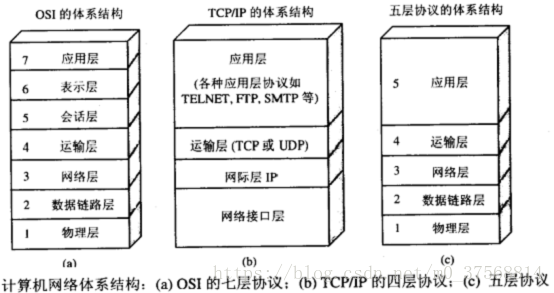 OSI 的体系结构
7 应用层
6 表示层
5 会话层
4 运输层
3 网络层
2 数据链路层
1 物理层
(a)
TCP/IP 的体系结构
应用层
(各种应用层协议如
TELNET, FTP, SMTP 等)
运输层 (TCP 或 UDP)
网际层 IP
网络接口层
(b)
五层协议的体系结构
5 应用层
4 运输层
3 网络层
2 数据链路层
1 物理层
(c)
计算机网络体系结构：(a) OSI 的七层协议；(b) TCP/IP 的四层协议；(c) 五层协议